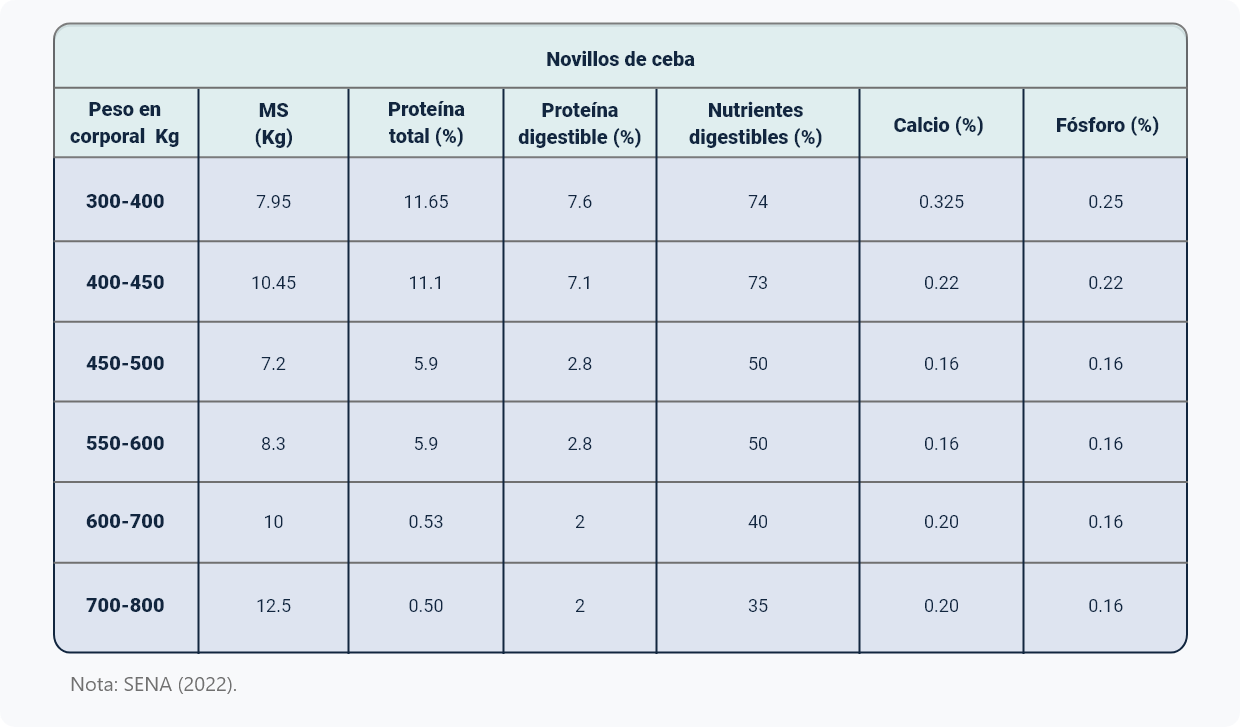 Novillos de ceba
Peso en corporal  Kg	MS (Kg)	Proteína total (%)	Proteína digestible (%)	Nutrientes digestibles (%)	Calcio (%)	Fósforo (%)
300-400	7.95	11.65	7.6	74	0.325	0.25
400-450	10.45	11.1	7.1	73	0.22	0.22
450-500	7.2	5.9	2.8	50	0.16	0.16
550-600	8.3	5.9	2.8	50	0.16	0.16
600-700	10	0.53	2	40	0.20	0.16
700-800	12.5	0.50	2	35	0.20	0.16
Nota: SENA (2022).